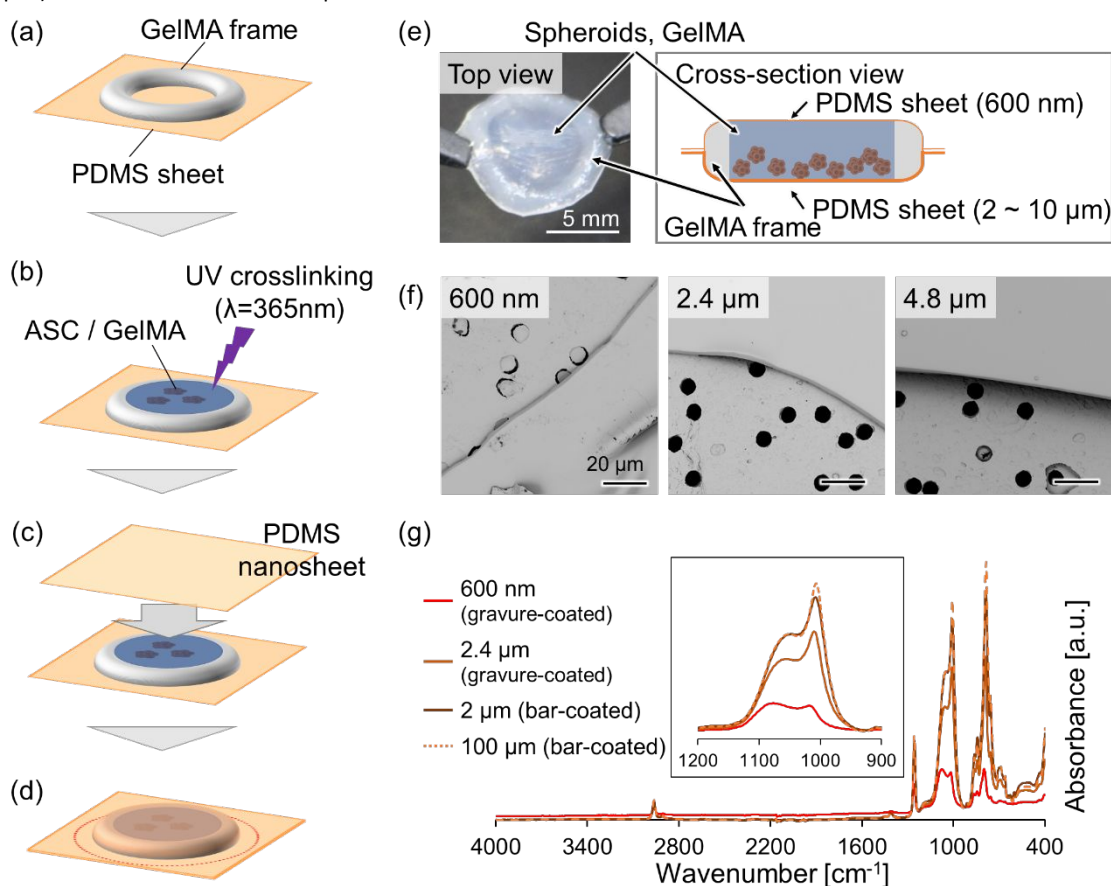 (a)
GelMA frame
PDMS sheet
(b)
UV crosslinking
(λ=365nm)
ASC / GelMA
(c)
PDMS
nanosheet
(d)
(e)
Spheroids, GelMA
Top view
5 mm
Cross-section view
PDMS sheet (600 nm)
PDMS sheet (2 ~ 10 µm)
GelMA frame
(f)
600 nm
20 µm
2.4 µm
4.8 µm
(g)
600 nm
(gravure-coated)
2.4 µm
(gravure-coated)
2 µm (bar-coated)
100 µm (bar-coated)
1200 1100 1000 900
Absorbance [a.u.]
4000 3400 2800 2200 1600 1000 400
Wavenumber [cm⁻¹]